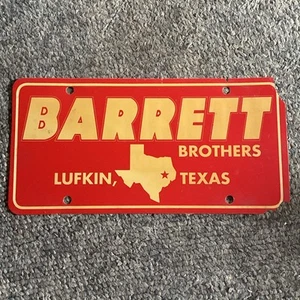 BARRETT
BROTHERS
LUFKIN, TEXAS